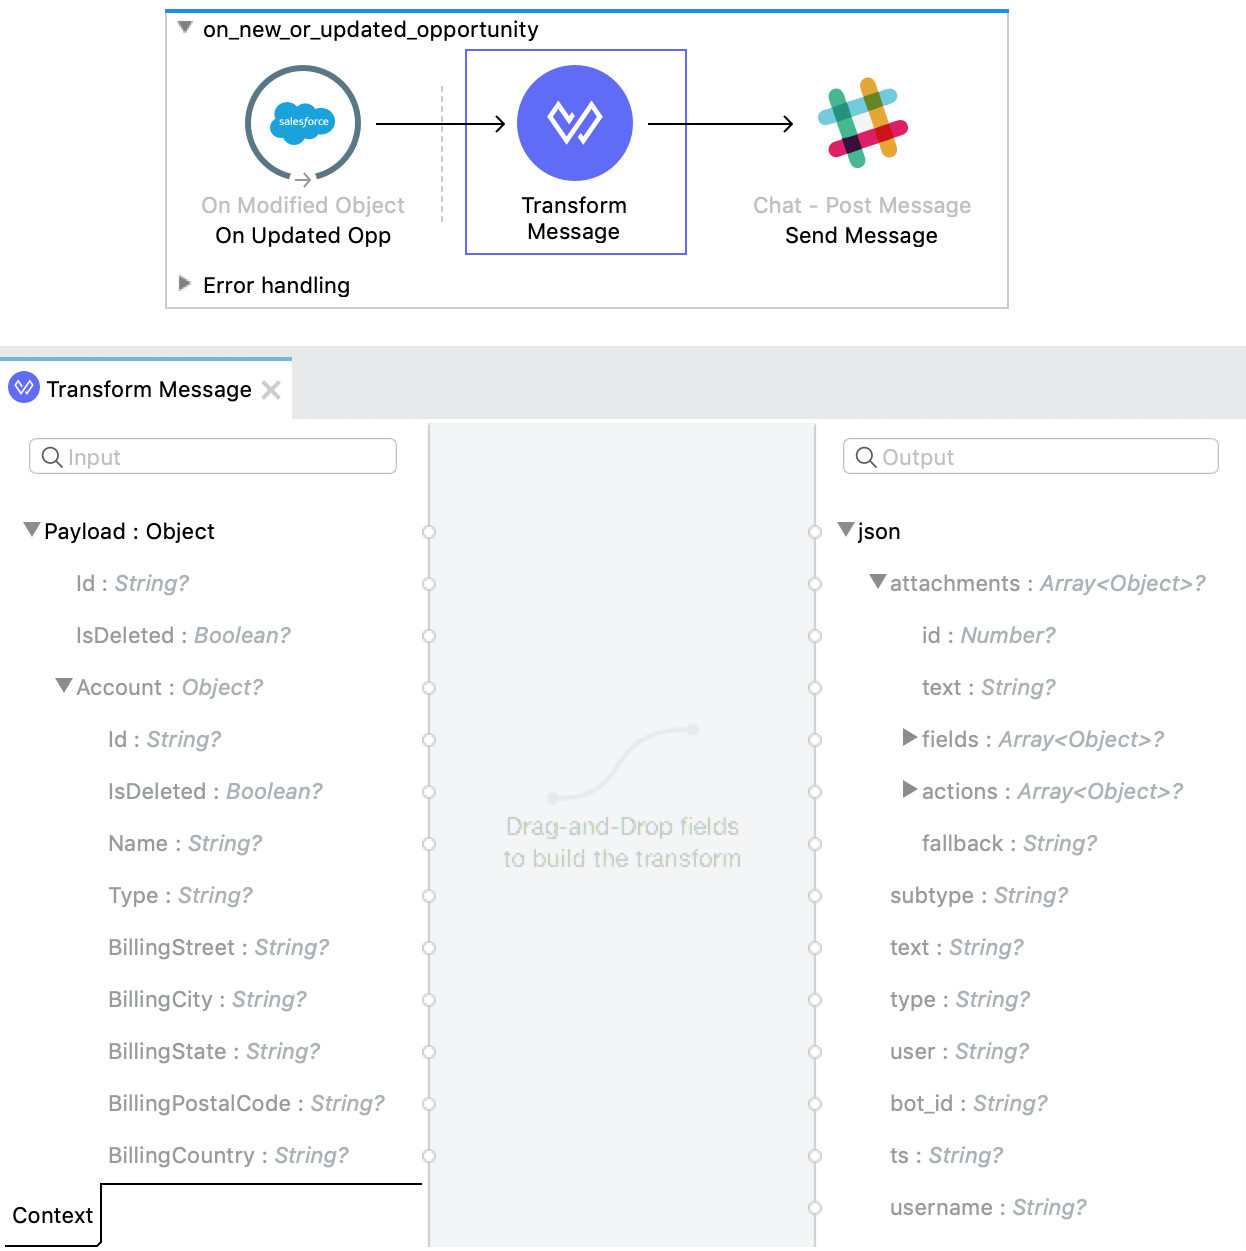 on_new_or_updated_opportunity
salesforce
On Modified Object
On Updated Opp
Transform
Message
Chat - Post Message
Send Message
Error handling
Transform Message
Input
Payload : Object
Id : String?
IsDeleted : Boolean?
Account : Object?
Id : String?
IsDeleted : Boolean?
Name : String?
Type : String?
BillingStreet : String?
BillingCity : String?
BillingState : String?
BillingPostalCode : String?
BillingCountry : String?
Context
Drag-and-Drop fields
to build the transform
Output
json
attachments : Array<Object>?
id : Number?
text : String?
fields : Array<Object>?
actions : Array<Object>?
fallback : String?
subtype : String?
text : String?
type : String?
user : String?
bot_id : String?
ts : String?
username : String?